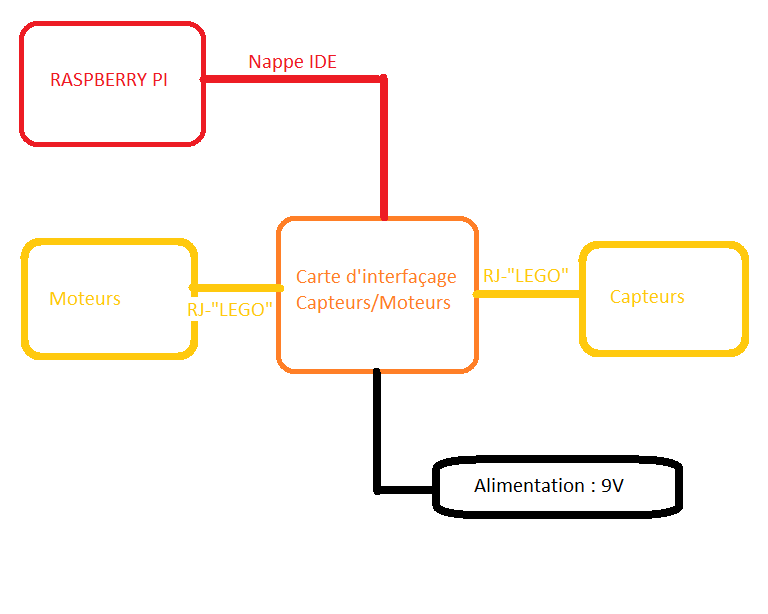 Nappe IDE
RASPBERRY PI
Moteurs
RJ-"LEGO"
Carte d'interfaçage
Capteurs/Moteurs
RJ-"LEGO"
Capteurs
Alimentation : 9V